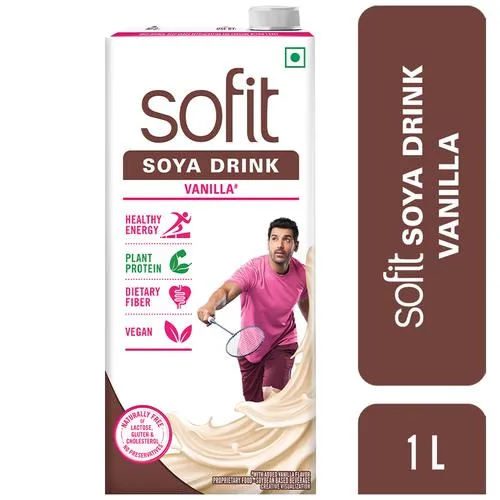 sofit
SOYA DRINK
VANILLA#
HEALTHY
ENERGY
PLANT
PROTEIN
DIETARY
FIBER
VEGAN
NATURALLY FREE
OF LACTOSE,
GLUTEN &
CHOLESTEROL
NO PRESERVATIVES
#WITH ADDED VANILLA FLAVOR
PROPRIETARY FOOD - SOYBEAN BASED BEVERAGE
CREATIVE VISUALIZATION
sofit SOYA DRINK
VANILLA
1 L